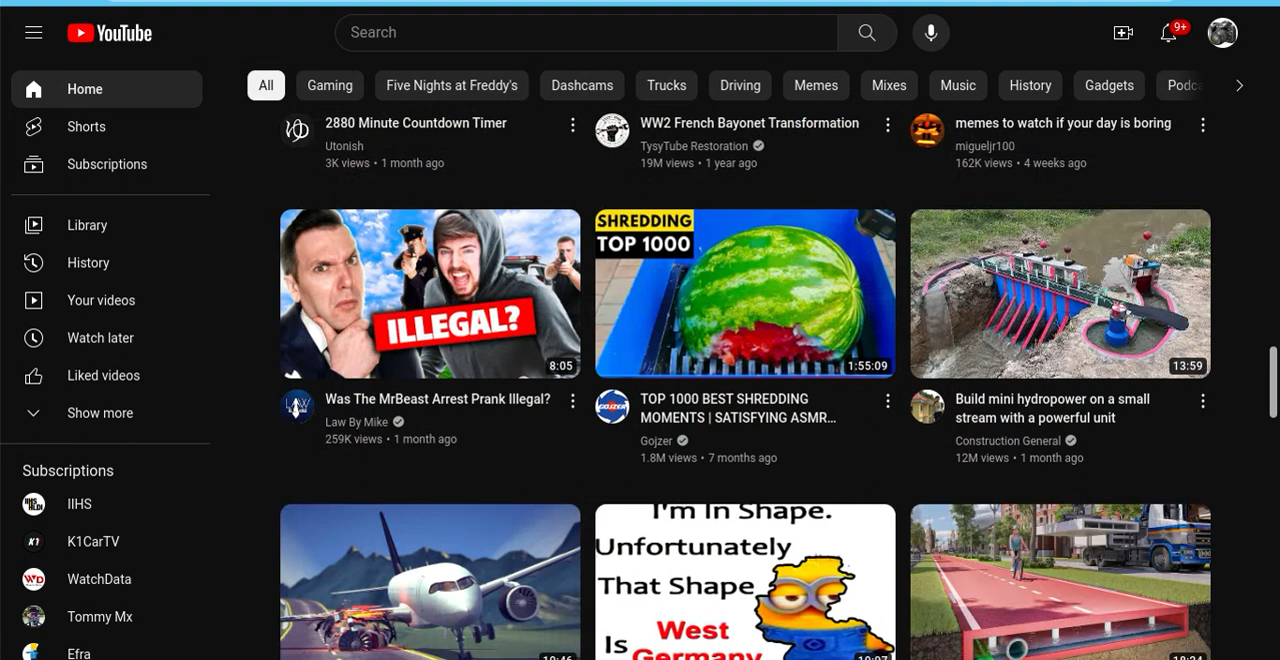 YouTube
Search
9+
Home
Shorts
Subscriptions
Library
History
Your videos
Watch later
Liked videos
Show more
Subscriptions
IIHS
K1CarTV
WatchData
Tommy Mx
Efra
All
Gaming
Five Nights at Freddy's
Dashcams
Trucks
Driving
Memes
Mixes
Music
History
Gadgets
2880 Minute Countdown Timer
Utonish
3K views • 1 month ago
WW2 French Bayonet Transformation
TysyTube Restoration
19M views • 1 year ago
memes to watch if your day is boring
migueljr100
162K views • 4 weeks ago
ILLEGAL?
8:05
Was The MrBeast Arrest Prank Illegal?
Law By Mike
259K views • 1 month ago
SHREDDING
TOP 1000
1:55:09
TOP 1000 BEST SHREDDING
MOMENTS | SATISFYING ASMR...
Gojzer
1.8M views • 7 months ago
13:59
Build mini hydropower on a small
stream with a powerful unit
Construction General
12M views • 1 month ago
I'm In Shape.
Unfortunately
That Shape
Is West
Germany